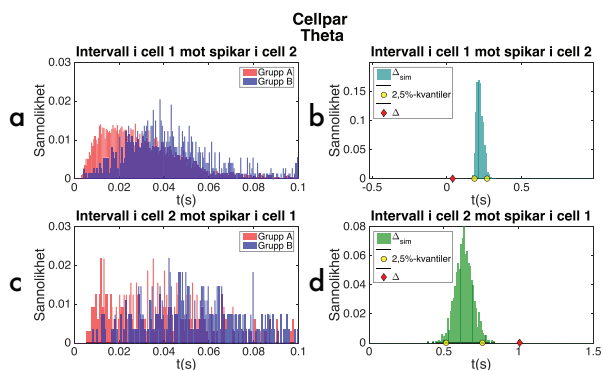 Cellpar
Theta
a
Intervall i cell 1 mot spikar i cell 2
Sannolikhet
0.03
0.02
0.01
0
0
0.02
0.04
0.06
0.08
0.1
t(s)
Grupp A
Grupp B
b
Intervall i cell 1 mot spikar i cell 2
Sannolikhet
0.15
0.1
0.05
0
-0.5
0
0.5
1
t(s)
Δsim
2,5%-kvantiler
Δ
c
Intervall i cell 2 mot spikar i cell 1
Sannolikhet
0.03
0.02
0.01
0
0
0.02
0.04
0.06
0.08
0.1
t(s)
Grupp A
Grupp B
d
Intervall i cell 2 mot spikar i cell 1
Sannolikhet
0.08
0.06
0.04
0.02
0
0
0.5
1
1.5
t(s)
Δsim
2,5%-kvantiler
Δ